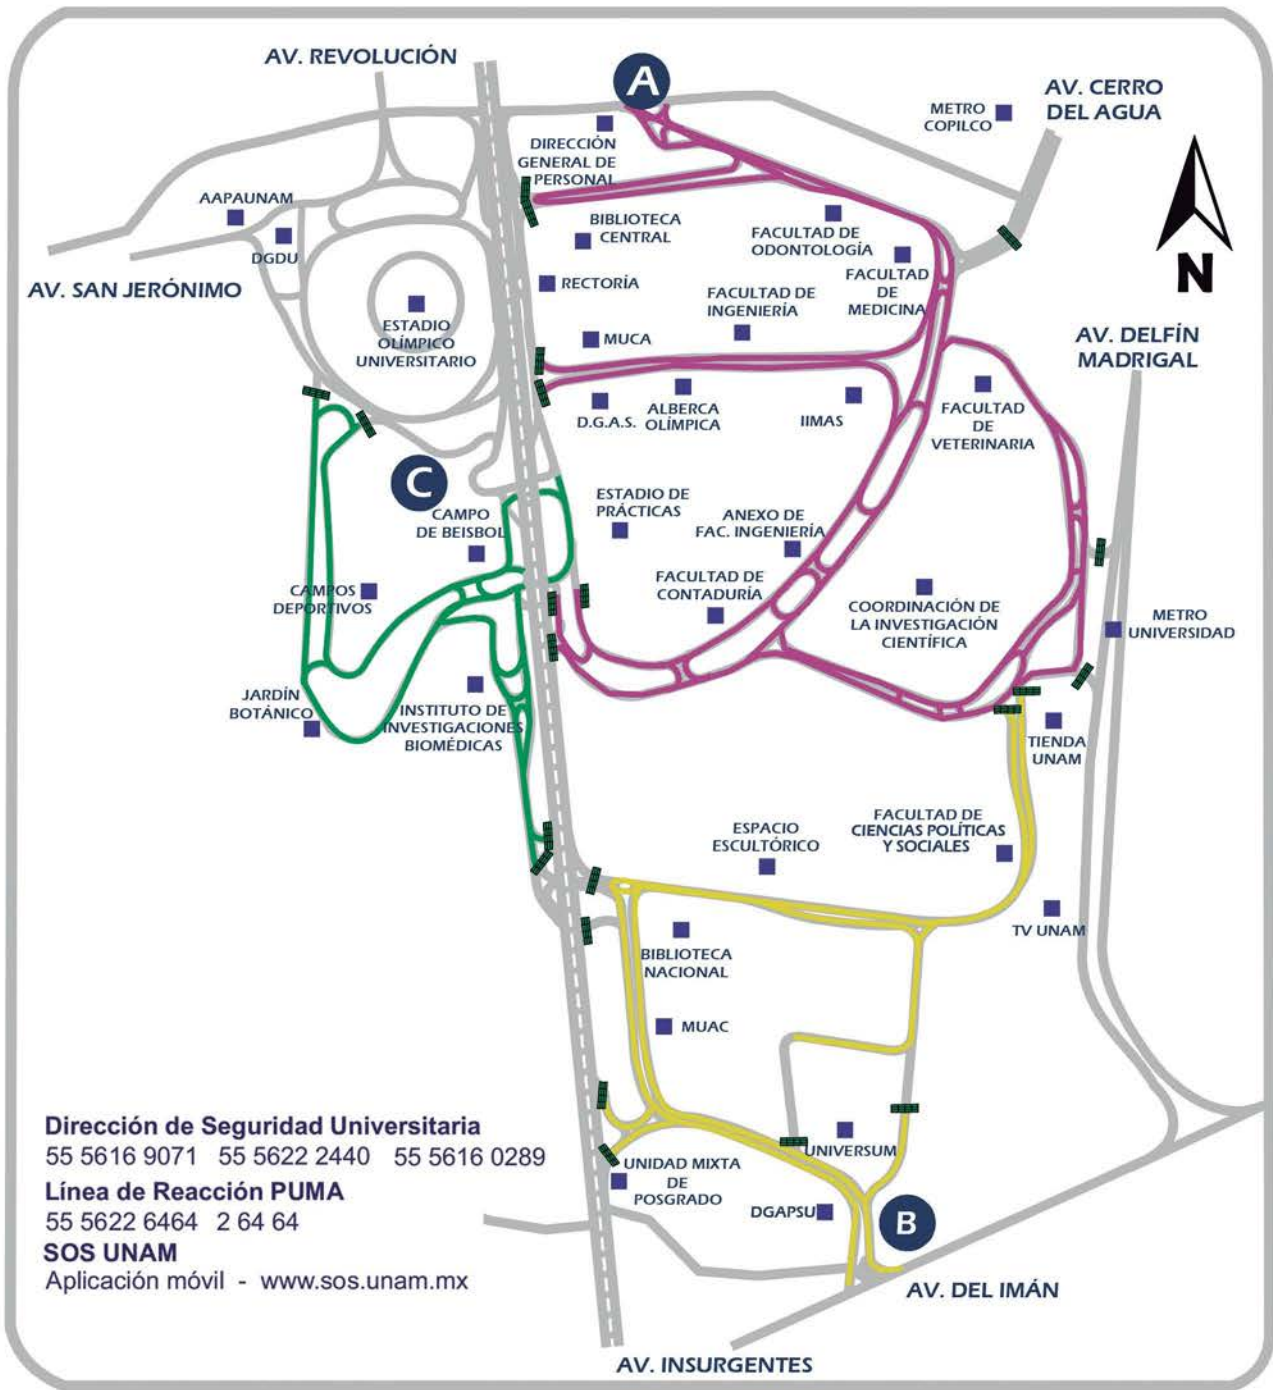 AV. REVOLUCIÓN
A
AV. CERRO
DEL AGUA
METRO
COPILCO
DIRECCIÓN
GENERAL DE
PERSONAL
AAPAUNAM
DGDU
BIBLIOTECA
CENTRAL
FACULTAD DE
ODONTOLOGÍA
N
AV. SAN JERÓNIMO
RECTORÍA
FACULTAD DE
INGENIERÍA
FACULTAD
DE
MEDICINA
ESTADIO
OLÍMPICO
UNIVERSITARIO
MUCA
AV. DELFÍN
MADRIGAL
D.G.A.S.
ALBERCA
OLÍMPICA
IIMAS
FACULTAD
DE
VETERINARIA
C
CAMPO
DE BEISBOL
ESTADIO DE
PRÁCTICAS
ANEXO DE
FAC. INGENIERÍA
CAMPOS
DEPORTIVOS
FACULTAD DE
CONTADURÍA
COORDINACIÓN DE
LA INVESTIGACIÓN
CIENTÍFICA
METRO
UNIVERSIDAD
JARDÍN
BOTÁNICO
INSTITUTO DE
INVESTIGACIONES
BIOMÉDICAS
TIENDA
UNAM
ESPACIO
ESCULTÓRICO
FACULTAD DE
CIENCIAS POLÍTICAS
Y SOCIALES
TV UNAM
BIBLIOTECA
NACIONAL
MUAC
UNIVERSUM
UNIDAD MIXTA
DE
POSGRADO
DGAPSU
B
AV. DEL IMÁN
AV. INSURGENTES
Dirección de Seguridad Universitaria
55 5616 9071 55 5622 2440 55 5616 0289
Línea de Reacción PUMA
55 5622 6464 2 64 64
SOS UNAM
Aplicación móvil - www.sos.unam.mx